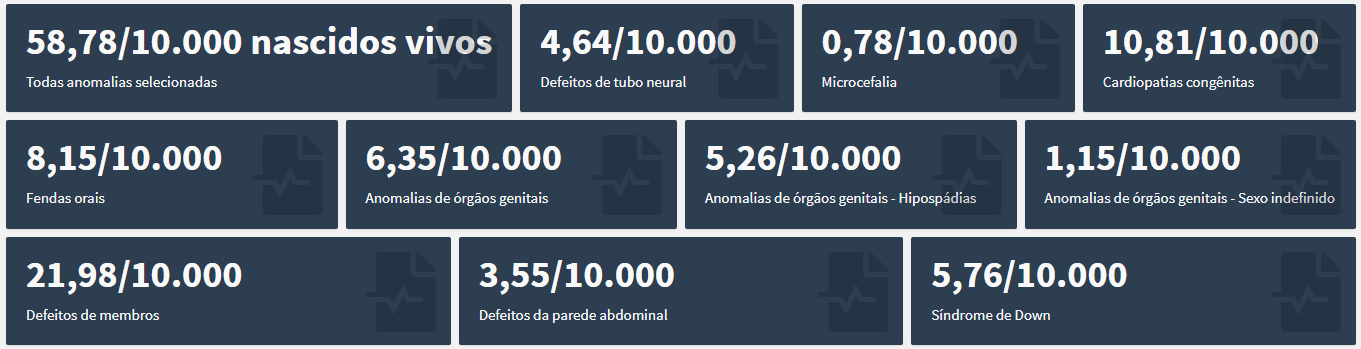 58,78/10.000 nascidos vivos
Todas anomalias selecionadas
4,64/10.000
Defeitos de tubo neural
0,78/10.000
Microcefalia
10,81/10.000
Cardiopatias congênitas
8,15/10.000
Fendas orais
6,35/10.000
Anomalias de órgãos genitais
5,26/10.000
Anomalias de órgãos genitais - Hipospádias
1,15/10.000
Anomalias de órgãos genitais - Sexo indefinido
21,98/10.000
Defeitos de membros
3,55/10.000
Defeitos da parede abdominal
5,76/10.000
Síndrome de Down